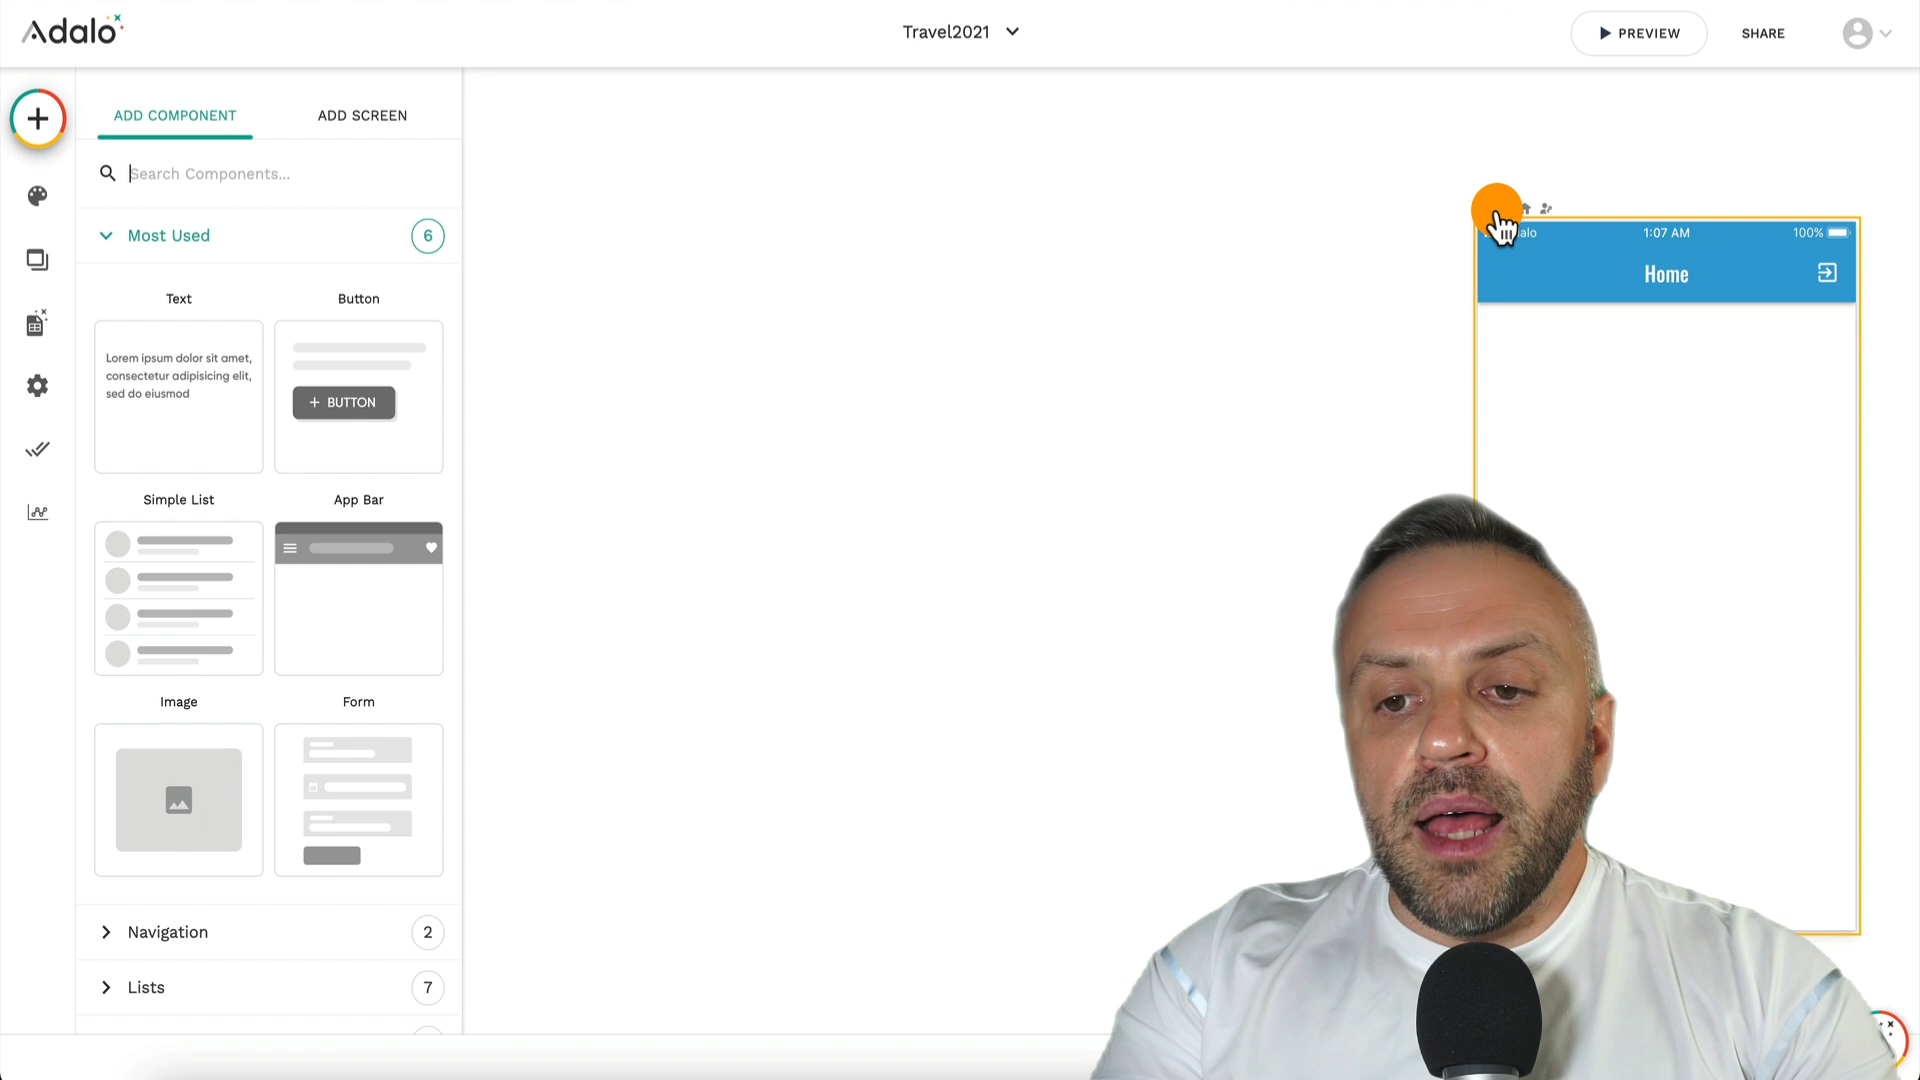 Adalo
Travel2021
PREVIEW
SHARE
ADD COMPONENT
ADD SCREEN
Search Components...
Most Used
6
Text
Button
Lorem ipsum dolor sit amet,
consectetur adipisicing elit,
sed do eiusmod
+ BUTTON
Simple List
App Bar
Image
Form
Navigation
2
Lists
7
alo
1:07 AM
100%
Home